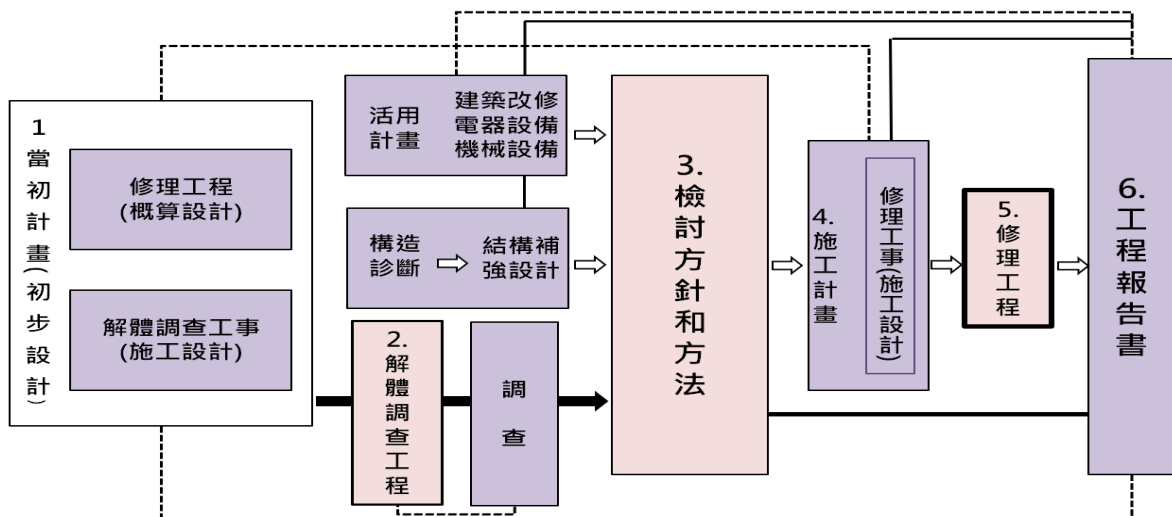 1當初計畫(初步設計)
修理工程
(概算設計)
解體調查工事
(施工設計)
活用
計畫
建築改修
電器設備
機械設備
構造
診斷
結構補
強設計
2.解體調查工程
調查
3.檢討方針和方法
4.施工計畫
修理工事(施工設計)
5.修理工程
6.工程報告書